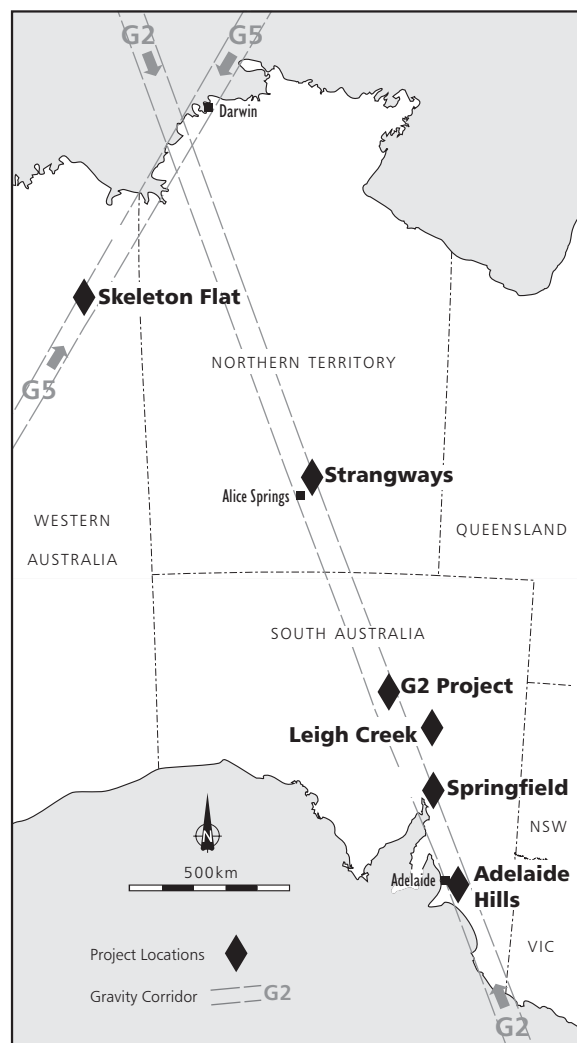 G2
G5
Darwin
Skeleton Flat
G5
NORTHERN TERRITORY
Strangways
Alice Springs
WESTERN
AUSTRALIA
QUEENSLAND
SOUTH AUSTRALIA
G2 Project
Leigh Creek
Springfield
NSW
N
500km
Adelaide
Adelaide
Hills
VIC
Project Locations
Gravity Corridor
G2
G2